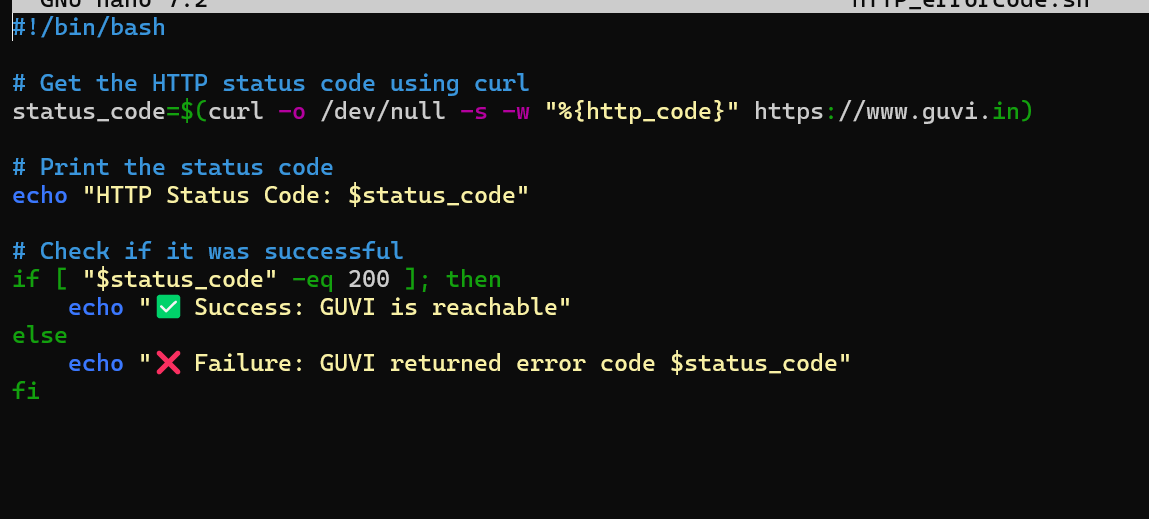 GNU nano 7.2 HTTP_errorcode.sh
#!/bin/bash
# Get the HTTP status code using curl
status_code=$(curl -o /dev/null -s -w "%{http_code}" https://www.guvi.in)
# Print the status code
echo "HTTP Status Code: $status_code"
# Check if it was successful
if [ "$status_code" -eq 200 ]; then
    echo "✅ Success: GUVI is reachable"
else
    echo "❌ Failure: GUVI returned error code $status_code"
fi